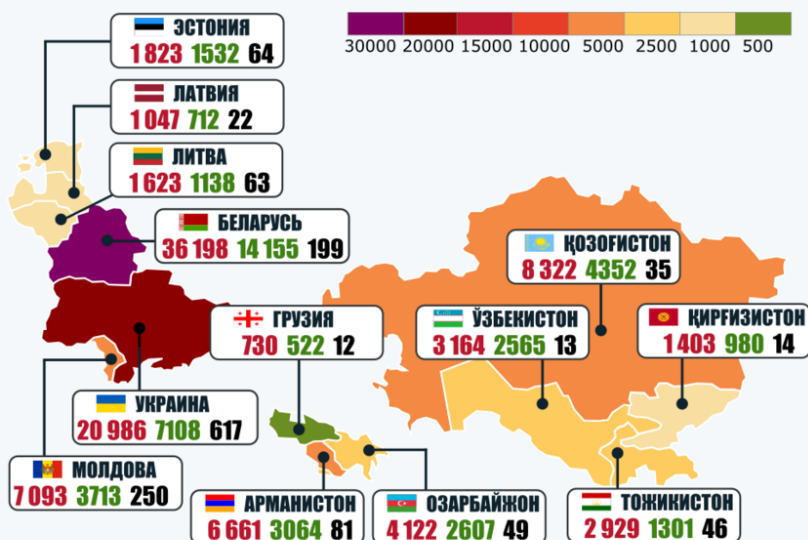 ЭСТОНИЯ
1 823 1532 64
30000 20000 15000 10000 5000 2500 1000 500
ЛАТВИЯ
1 047 712 22
ЛИТВА
1 623 1138 63
БЕЛАРУСЬ
36 198 14 155 199
ҚОЗОҒИСТОН
8 322 4352 35
ГРУЗИЯ
730 522 12
ЎЗБЕКИСТОН
3 164 2565 13
ҚИРҒИЗИСТОН
1 403 980 14
УКРАИНА
20 986 7108 617
МОЛДОВА
7 093 3713 250
АРМАНИСТОН
6 661 3064 81
ОЗАРБАЙЖОН
4 122 2607 49
ТОЖИКИСТОН
2 929 1301 46